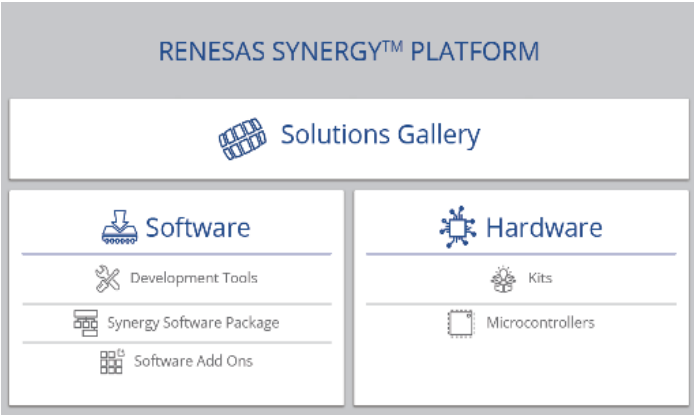 RENESAS SYNERGY™ PLATFORM
Solutions Gallery
Software
Development Tools
Synergy Software Package
Software Add Ons
Hardware
Kits
Microcontrollers